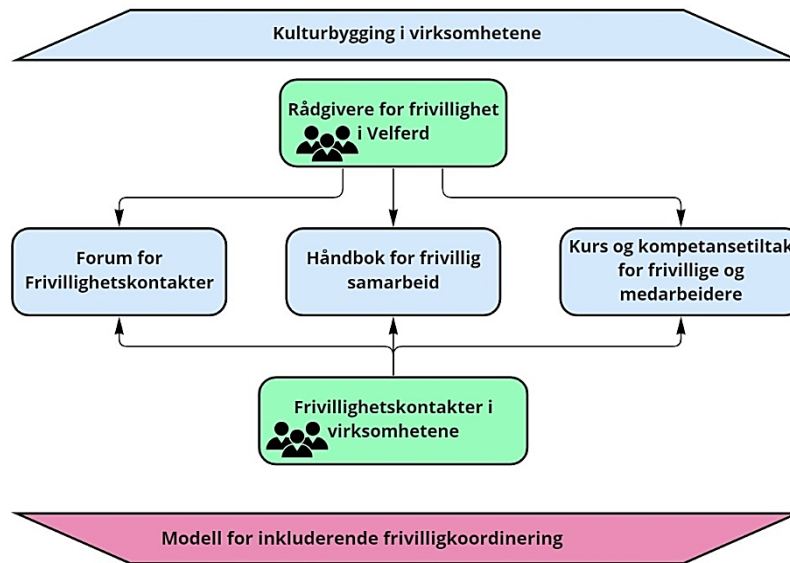 Kulturbygging i virksomhetene
Rådgivere for frivillighet
i Velferd
Forum for
Frivillighetskontakter
Håndbok for frivillig
samarbeid
Kurs og kompetansetiltak
for frivillige og
medarbeidere
Frivillighetskontakter i
virksomhetene
Modell for inkluderende frivilligkoordinering